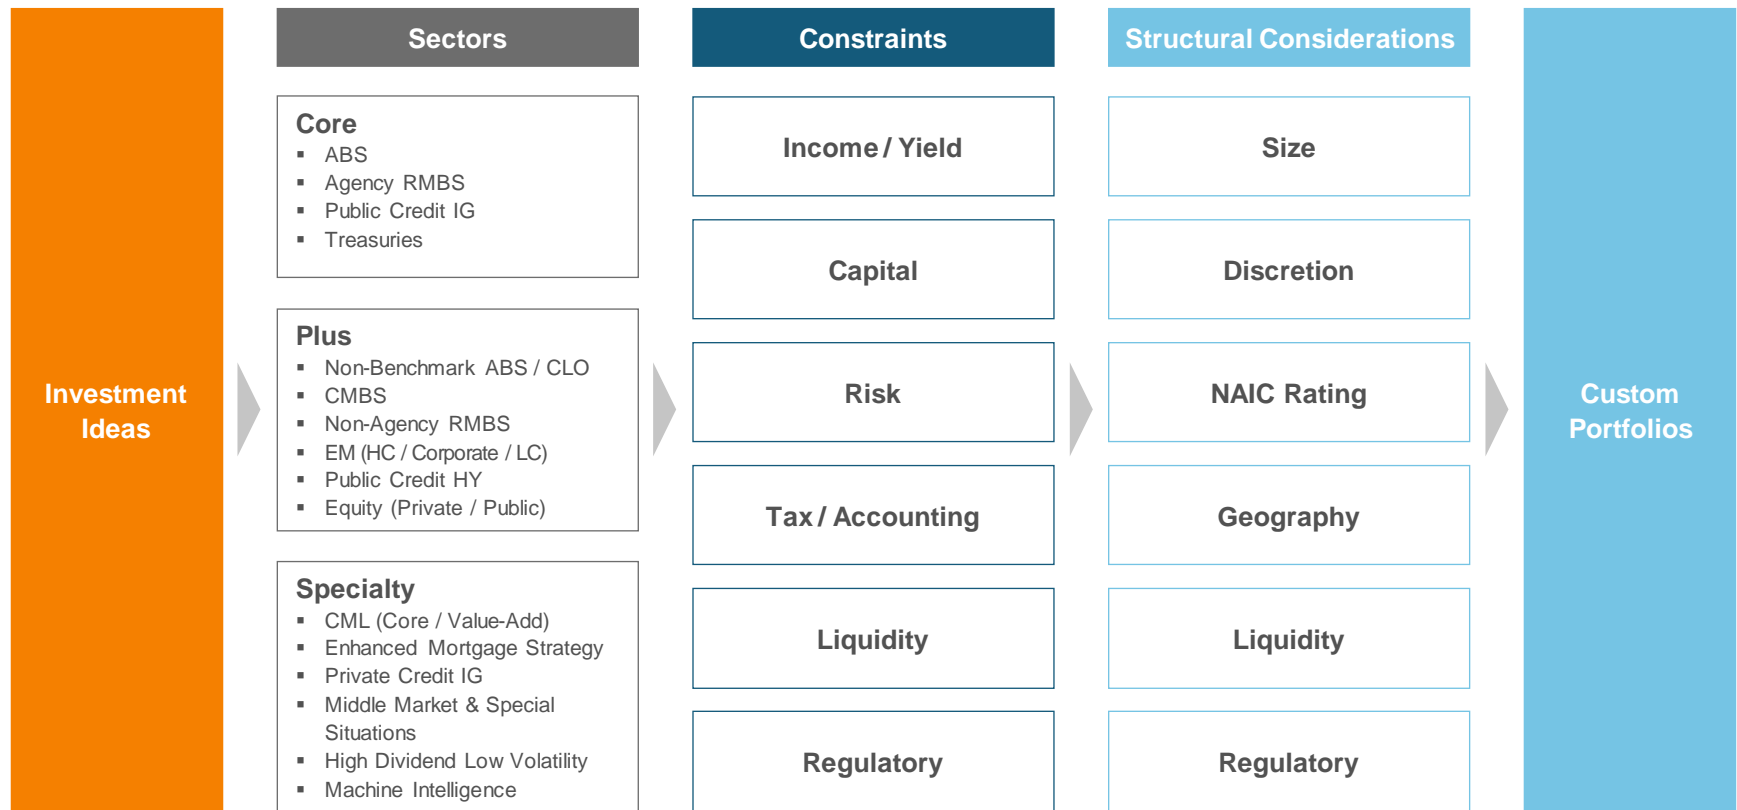 Investment
Ideas
Sectors
Core
▪ ABS
▪ Agency RMBS
▪ Public Credit IG
▪ Treasuries
Plus
▪ Non-Benchmark ABS / CLO
▪ CMBS
▪ Non-Agency RMBS
▪ EM (HC / Corporate / LC)
▪ Public Credit HY
▪ Equity (Private / Public)
Specialty
▪ CML (Core / Value-Add)
▪ Enhanced Mortgage Strategy
▪ Private Credit IG
▪ Middle Market & Special
Situations
▪ High Dividend Low Volatility
▪ Machine Intelligence
Constraints
Income / Yield
Capital
Risk
Tax / Accounting
Liquidity
Regulatory
Structural Considerations
Size
Discretion
NAIC Rating
Geography
Liquidity
Regulatory
Custom
Portfolios